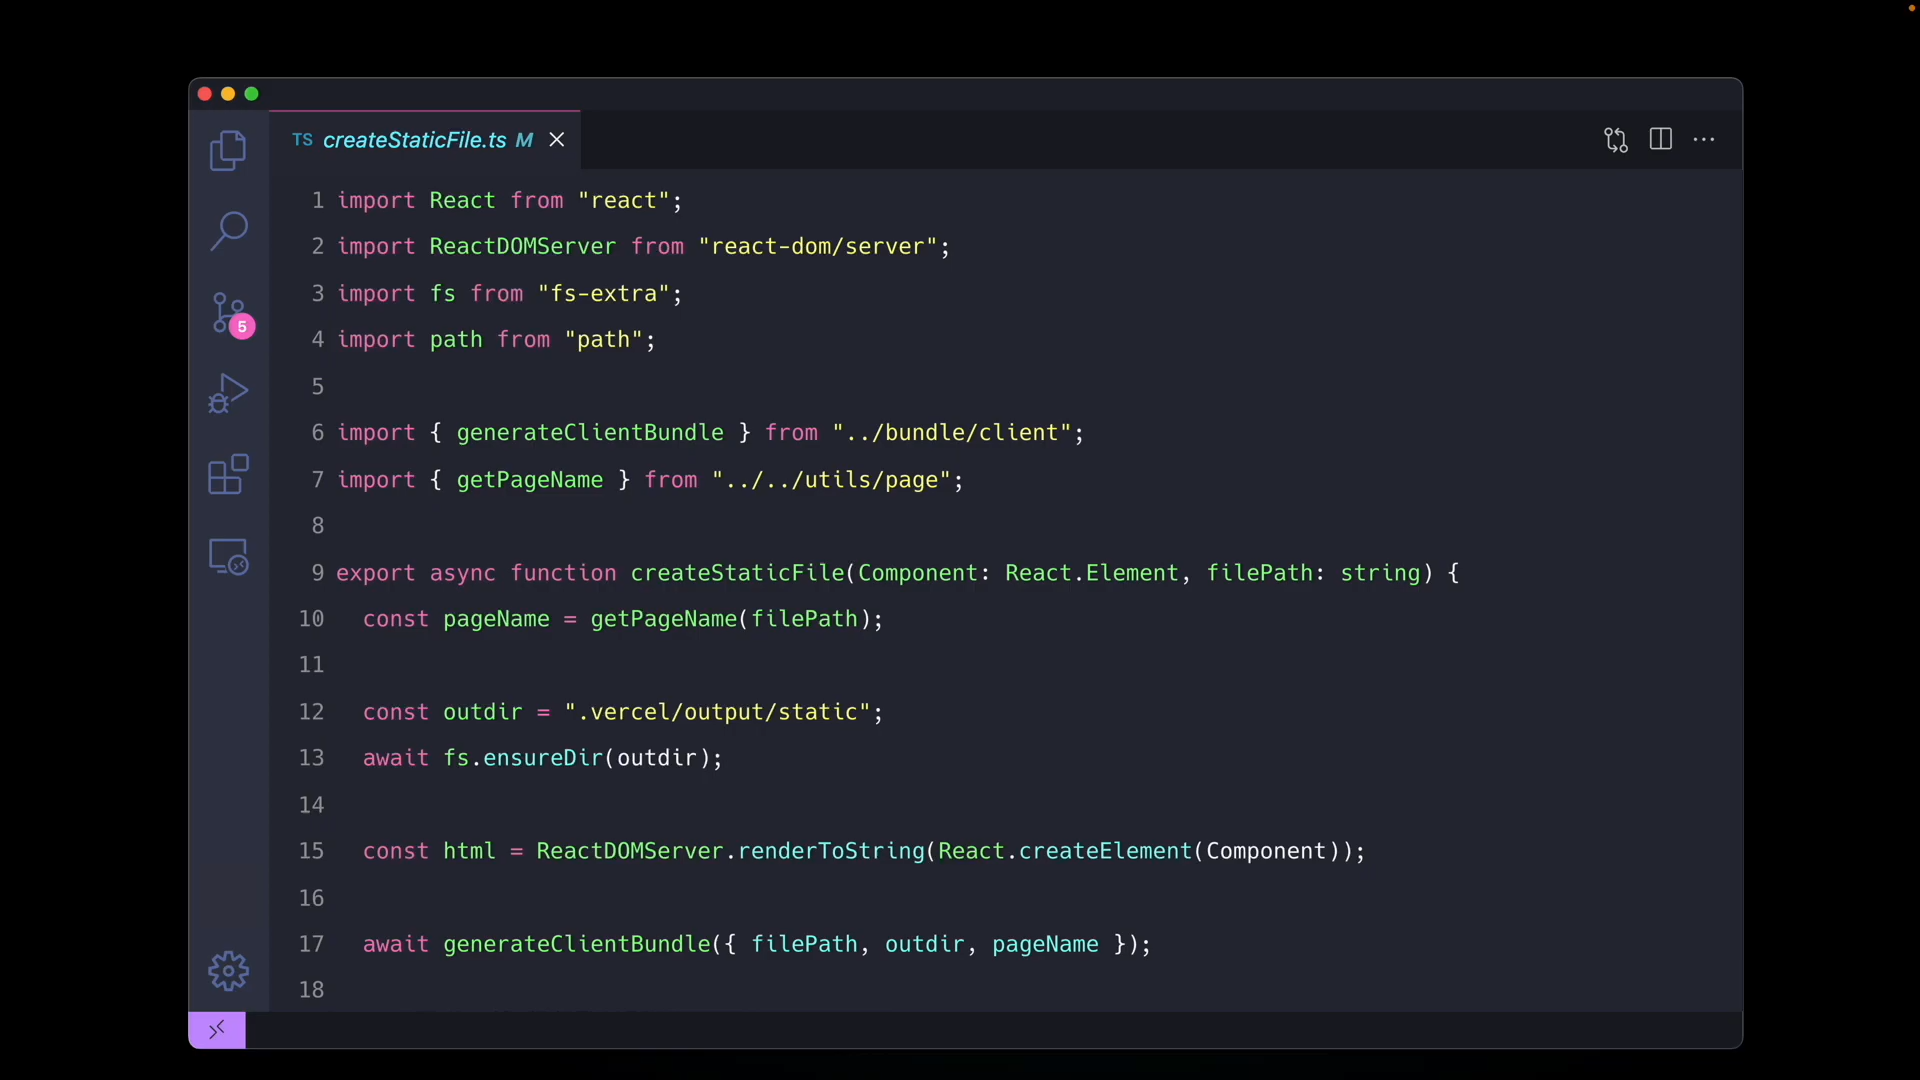 TS createStaticFile.ts M
1 import React from "react";
2 import ReactDOMServer from "react-dom/server";
3 import fs from "fs-extra";
4 import path from "path";
5
6 import { generateClientBundle } from "../bundle/client";
7 import { getPageName } from "../../utils/page";
8
9 export async function createStaticFile(Component: React.Element, filePath: string) {
10   const pageName = getPageName(filePath);
11
12   const outdir = ".vercel/output/static";
13   await fs.ensureDir(outdir);
14
15   const html = ReactDOMServer.renderToString(React.createElement(Component));
16
17   await generateClientBundle({ filePath, outdir, pageName });
18
5